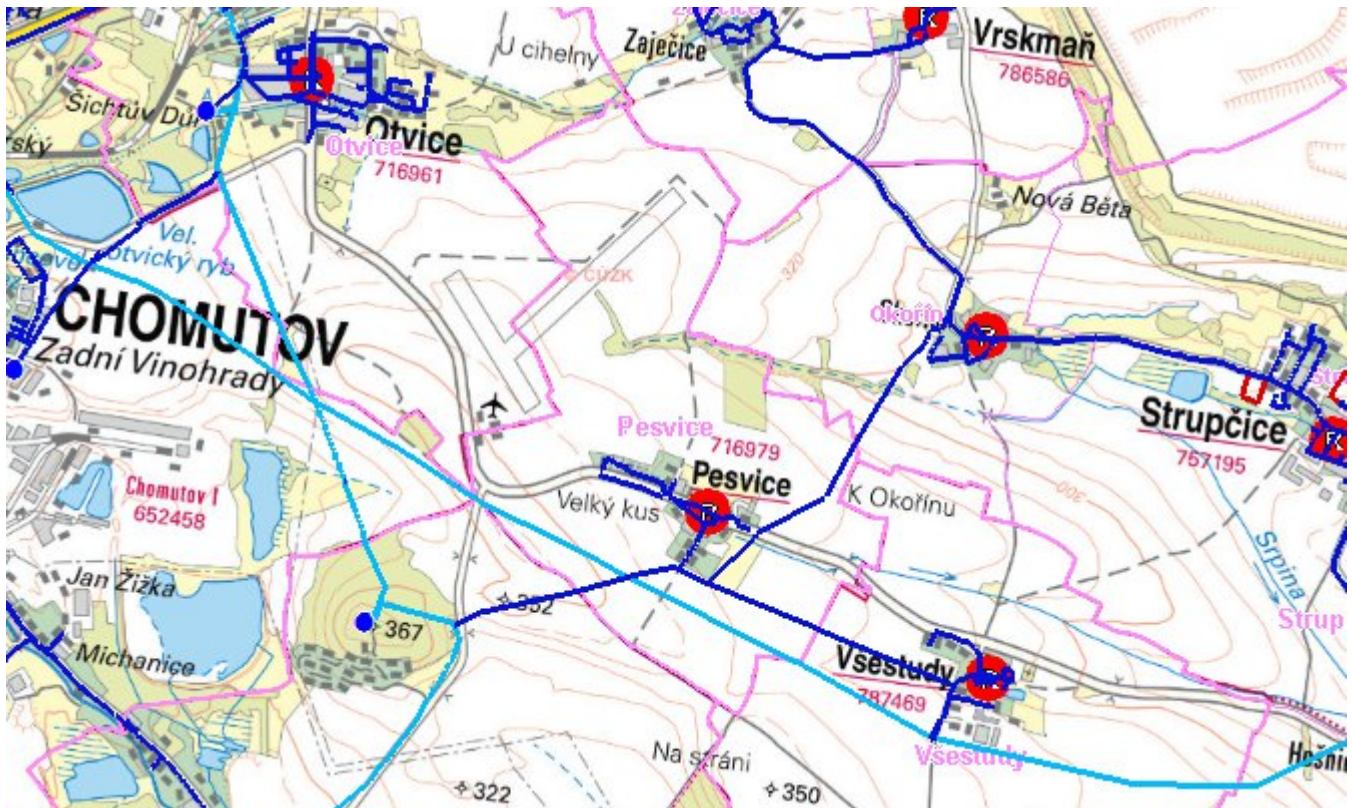 Zaječice
U cihelny
Vrskmaň
786586
Šichtův Důl
Otvice
Otvice
716961
Nová Běta
Vel.
otvický ryb
320
© ČÚZK
CHOMUTOV
Zadní Vinohrady
Okořín
Strupčice
757195
Pesvice
716979
Pesvice
Velký kus
K Okořínu
300
Chomutov I
652458
Srpina
Jan Žižka
352
367
Strup
Michanice
Všestudy
787469
Všestudy
Na stráni
322
350
Hošni